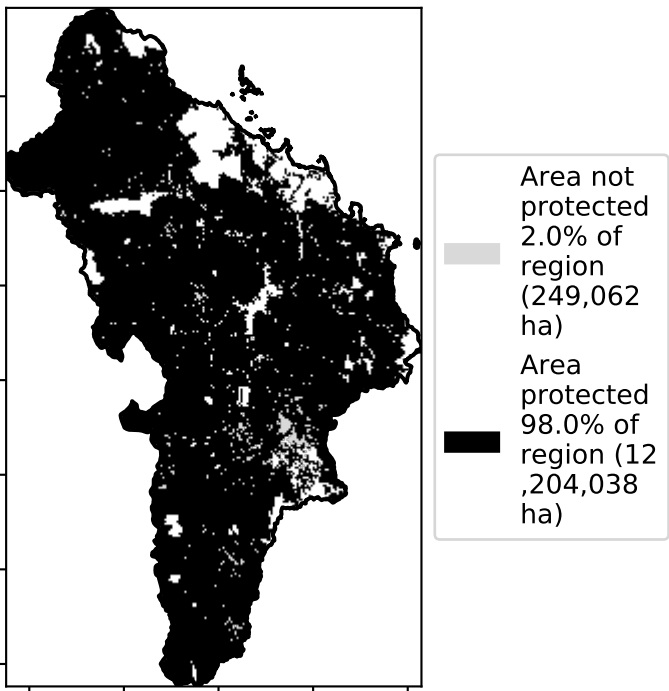 Area not
protected
2.0% of
region
(249,062
ha)
Area
protected
98.0% of
region (12
,204,038
ha)